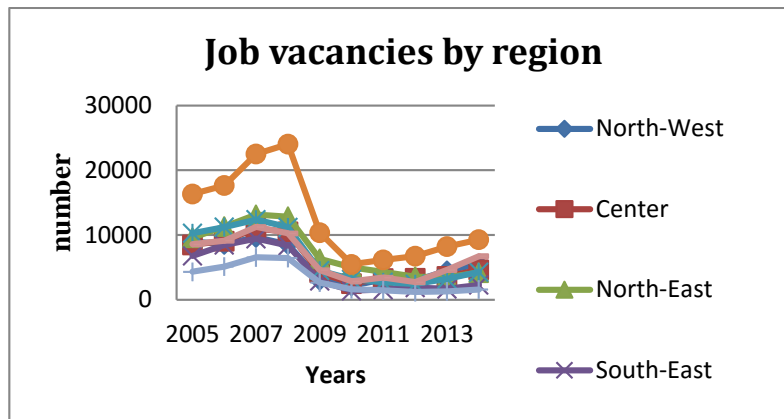 Job vacancies by region
30000
20000
10000
0
number
2005 2007 2009 2011 2013
Years
North-West
Center
North-East
South-East